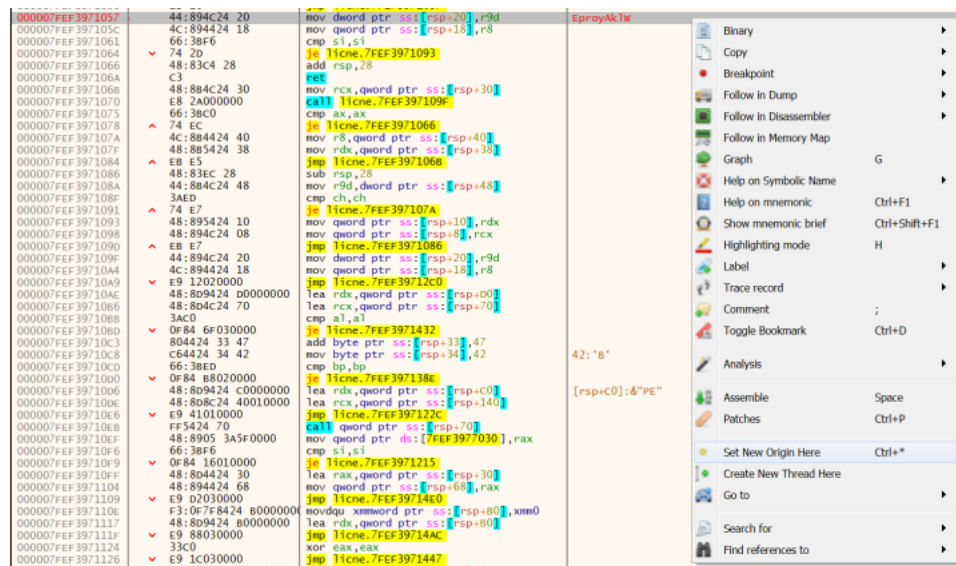 000007FEF3971057 44:894C24 20 mov dword ptr ss:[rsp+20],r9d EproyAklW
000007FEF397105C 4C:894424 18 mov qword ptr ss:[rsp+18],r8
000007FEF3971061 66:3BF6 cmp si,si
000007FEF3971064 74 2D je licne.7FEF3971093
000007FEF3971066 48:83C4 28 add rsp,28
000007FEF397106A C3 ret
000007FEF397106B 48:8B4C24 30 mov rcx,qword ptr ss:[rsp+30]
000007FEF3971070 E8 2A000000 call licne.7FEF397109F
000007FEF3971075 66:3BC0 cmp ax,ax
000007FEF3971078 74 EC je licne.7FEF3971066
000007FEF397107A 4C:8B4424 40 mov r8,qword ptr ss:[rsp+40]
000007FEF397107F 48:8B5424 38 mov rdx,qword ptr ss:[rsp+38]
000007FEF3971084 EB E5 jmp licne.7FEF397106B
000007FEF3971086 48:83EC 28 sub rsp,28
000007FEF397108A 44:8B4C24 48 mov r9d,dword ptr ss:[rsp+48]
000007FEF397108F 3AED cmp ch,ch
000007FEF3971091 74 E7 je licne.7FEF397107A
000007FEF3971093 48:895424 10 mov qword ptr ss:[rsp+10],rdx
000007FEF3971098 48:894C24 08 mov qword ptr ss:[rsp+8],rcx
000007FEF397109D EB E7 jmp licne.7FEF3971086
000007FEF397109F 44:894C24 20 mov dword ptr ss:[rsp+20],r9d
000007FEF39710A4 4C:894424 18 mov qword ptr ss:[rsp+18],r8
000007FEF39710A9 E9 12020000 jmp licne.7FEF39712C0
000007FEF39710AE 48:8D9424 D0000000 lea rdx,qword ptr ss:[rsp+D0]
000007FEF39710B6 48:8D4C24 70 lea rcx,qword ptr ss:[rsp+70]
000007FEF39710BB 3AC0 cmp al,al
000007FEF39710BD 0F84 6F030000 je licne.7FEF3971432
000007FEF39710C3 804424 33 47 add byte ptr ss:[rsp+33],47
000007FEF39710C8 C64424 34 42 mov byte ptr ss:[rsp+34],42 42:'B'
000007FEF39710CD 66:3BED cmp bp,bp
000007FEF39710D0 0F84 B8020000 je licne.7FEF397138E
000007FEF39710D6 48:8D9424 C0000000 lea rdx,qword ptr ss:[rsp+C0] [rsp+C0]:&"PE"
000007FEF39710DE 48:8D8C24 40010000 lea rcx,qword ptr ss:[rsp+140]
000007FEF39710E6 E9 41010000 jmp licne.7FEF397122C
000007FEF39710EB FF5424 70 call qword ptr ss:[rsp+70]
000007FEF39710EF 48:8905 3A5F0000 mov qword ptr ds:[7FEF3977030],rax
000007FEF39710F6 66:3BF6 cmp si,si
000007FEF39710F9 0F84 16010000 je licne.7FEF3971215
000007FEF39710FF 48:8D4424 30 lea rax,qword ptr ss:[rsp+30]
000007FEF3971104 48:894424 68 mov qword ptr ss:[rsp+68],rax
000007FEF3971109 E9 D2030000 jmp licne.7FEF39714E0
000007FEF397110E F3:0F7F8424 B0000000 movdqu xmmword ptr ss:[rsp+B0],xmm0
000007FEF3971117 48:8D9424 B0000000 lea rdx,qword ptr ss:[rsp+B0]
000007FEF397111F E9 88030000 jmp licne.7FEF39714AC
000007FEF3971124 33C0 xor eax,eax
000007FEF3971126 E9 1C030000 jmp licne.7FEF3971447
Binary
Copy
Breakpoint
Follow in Dump
Follow in Disassembler
Follow in Memory Map
Graph G
Help on Symbolic Name
Help on mnemonic Ctrl+F1
Show mnemonic brief Ctrl+Shift+F1
Highlighting mode H
Label
Trace record
Comment ;
Toggle Bookmark Ctrl+D
Analysis
Assemble Space
Patches Ctrl+P
Set New Origin Here Ctrl+*
Create New Thread Here
Go to
Search for
Find references to